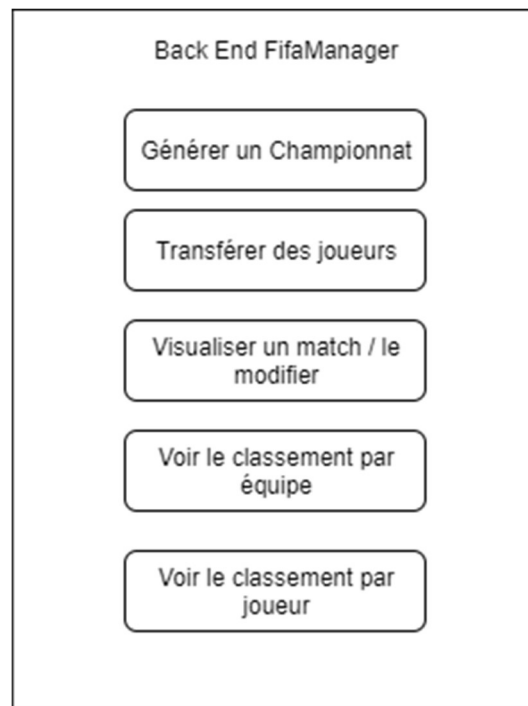 Back End FifaManager
Générer un Championnat
Transférer des joueurs
Visualiser un match / le
modifier
Voir le classement par
équipe
Voir le classement par
joueur